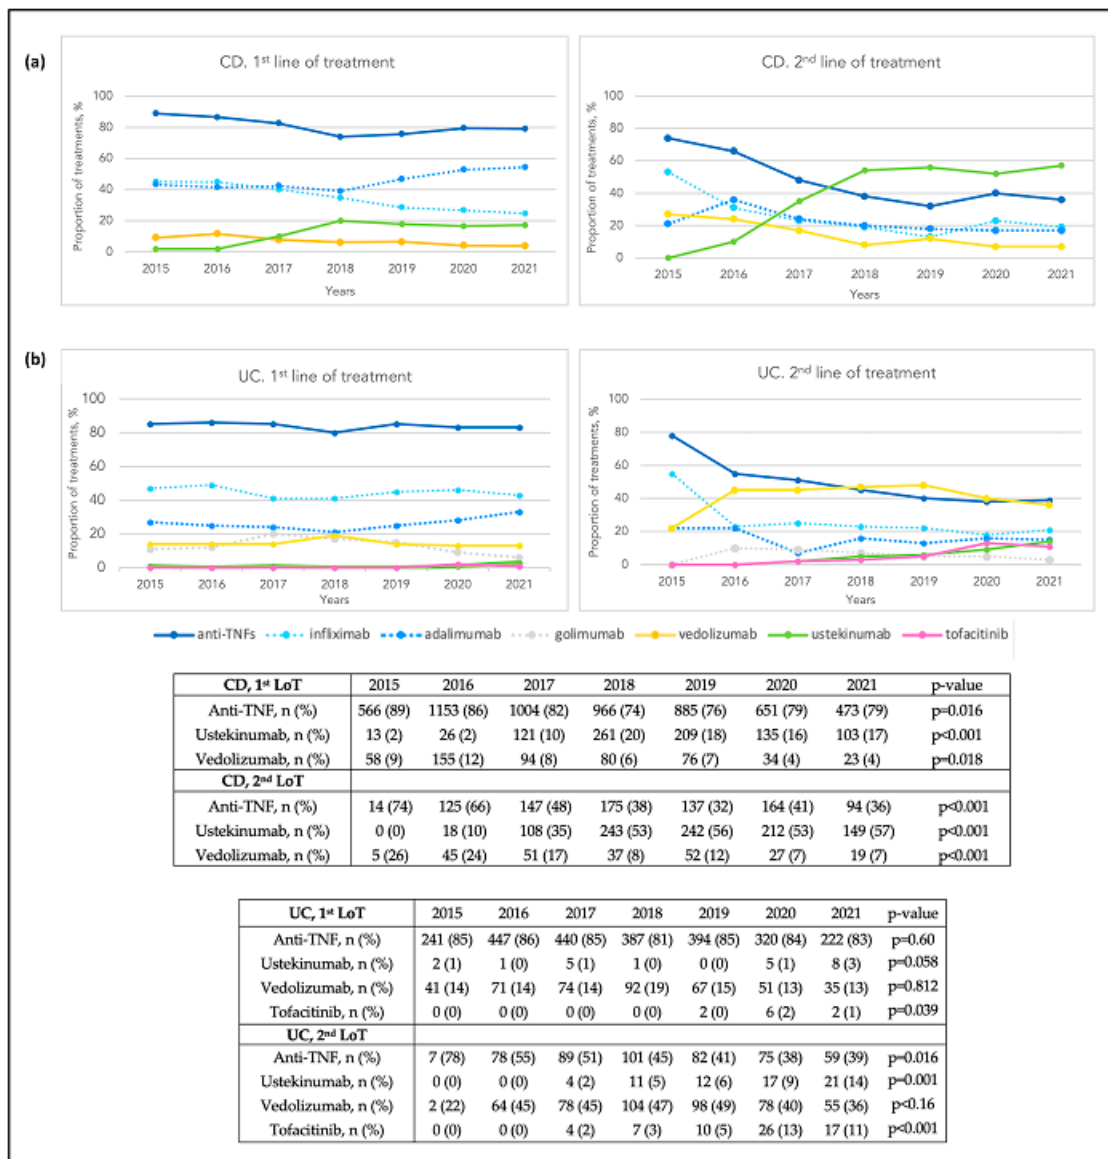 (a)
CD. 1st line of treatment
Proportion of treatments, %
100
80
60
40
20
0
2015 2016 2017 2018 2019 2020 2021
Years
CD. 2nd line of treatment
Proportion of treatments, %
100
80
60
40
20
0
2015 2016 2017 2018 2019 2020 2021
Years
(b)
UC. 1st line of treatment
Proportion of treatments, %
100
80
60
40
20
0
2015 2016 2017 2018 2019 2020 2021
Years
UC. 2nd line of treatment
Proportion of treatments, %
100
80
60
40
20
0
2015 2016 2017 2018 2019 2020 2021
Years
anti-TNFs infliximab adalimumab golimumab vedolizumab ustekinumab tofacitinib
CD, 1st LoT 2015 2016 2017 2018 2019 2020 2021 p-value
Anti-TNF, n (%) 566 (89) 1153 (86) 1004 (82) 966 (74) 885 (76) 651 (79) 473 (79) p=0.016
Ustekinumab, n (%) 13 (2) 26 (2) 121 (10) 261 (20) 209 (18) 135 (16) 103 (17) p<0.001
Vedolizumab, n (%) 58 (9) 155 (12) 94 (8) 80 (6) 76 (7) 34 (4) 23 (4) p=0.018
CD, 2nd LoT
Anti-TNF, n (%) 14 (74) 125 (66) 147 (48) 175 (38) 137 (32) 164 (41) 94 (36) p<0.001
Ustekinumab, n (%) 0 (0) 18 (10) 108 (35) 243 (53) 242 (56) 212 (53) 149 (57) p<0.001
Vedolizumab, n (%) 5 (26) 45 (24) 51 (17) 37 (8) 52 (12) 27 (7) 19 (7) p<0.001
UC, 1st LoT 2015 2016 2017 2018 2019 2020 2021 p-value
Anti-TNF, n (%) 241 (85) 447 (86) 440 (85) 387 (81) 394 (85) 320 (84) 222 (83) p=0.60
Ustekinumab, n (%) 2 (1) 1 (0) 5 (1) 1 (0) 0 (0) 5 (1) 8 (3) p=0.058
Vedolizumab, n (%) 41 (14) 71 (14) 74 (14) 92 (19) 67 (15) 51 (13) 35 (13) p=0.812
Tofacitinib, n (%) 0 (0) 0 (0) 0 (0) 0 (0) 2 (0) 6 (2) 2 (1) p=0.039
UC, 2nd LoT
Anti-TNF, n (%) 7 (78) 78 (55) 89 (51) 101 (45) 82 (41) 75 (38) 59 (39) p=0.016
Ustekinumab, n (%) 0 (0) 0 (0) 4 (2) 11 (5) 12 (6) 17 (9) 21 (14) p=0.001
Vedolizumab, n (%) 2 (22) 64 (45) 78 (45) 104 (47) 98 (49) 78 (40) 55 (36) p<0.16
Tofacitinib, n (%) 0 (0) 0 (0) 4 (2) 7 (3) 10 (5) 26 (13) 17 (11) p<0.001